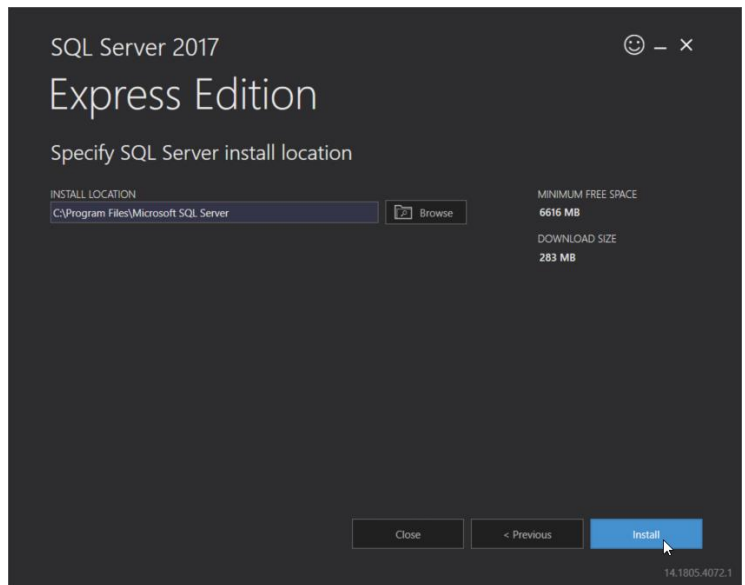 SQL Server 2017
Express Edition
Specify SQL Server install location
INSTALL LOCATION
C:\Program Files\Microsoft SQL Server
Browse
MINIMUM FREE SPACE
6616 MB
DOWNLOAD SIZE
283 MB
Close
< Previous
Install
14.1805.4072.1